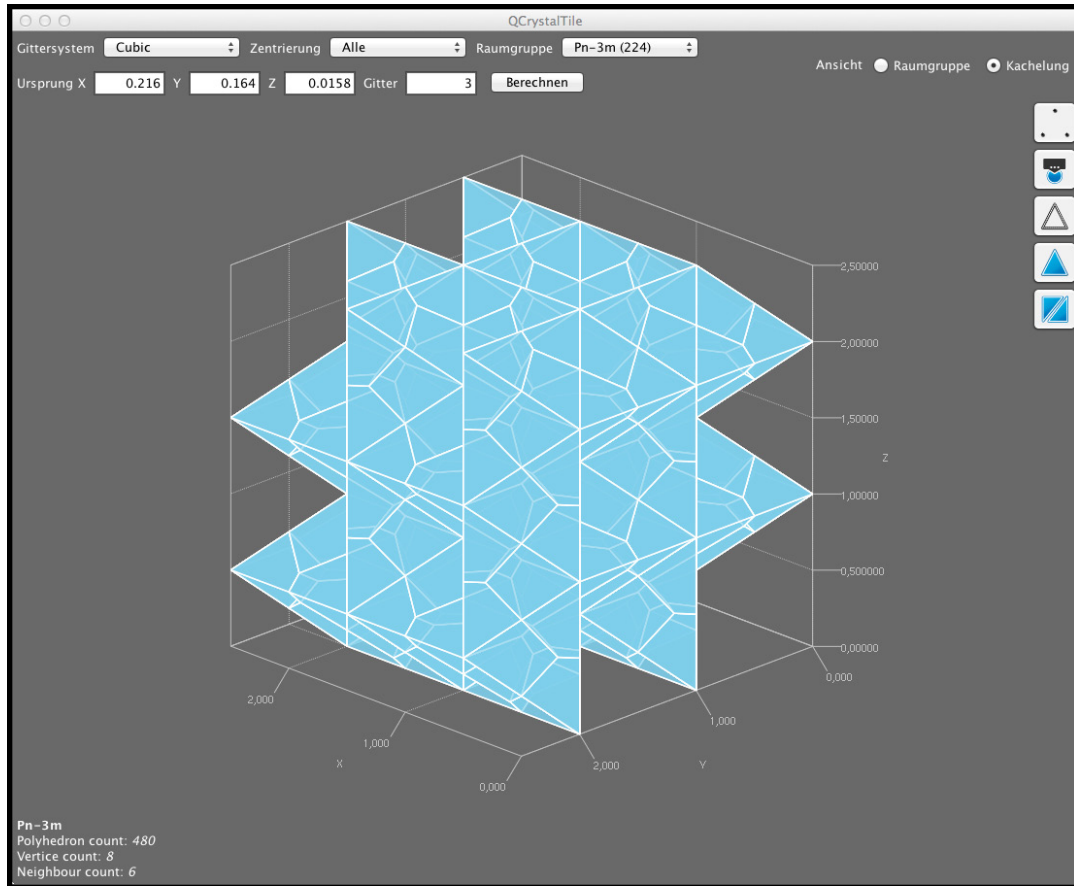 QCrystalTile
Gittersystem Cubic Zentrierung Alle Raumgruppe Pn-3m (224)
Ansicht Raumgruppe Kachelung
Ursprung X 0.216 Y 0.164 Z 0.0158 Gitter 3 Berechnen
2,50000
2,00000
1,50000
Z
1,00000
0,500000
0,00000
0,000
2,000
1,000
1,000
X
2,000
Y
0,000
Pn-3m
Polyhedron count: 480
Vertice count: 8
Neighbour count: 6